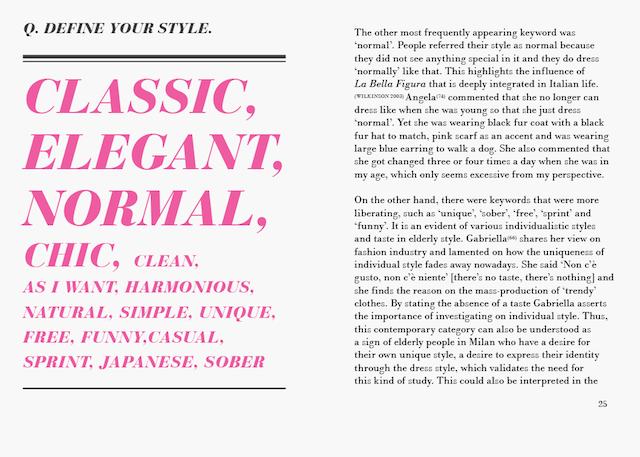 Q. DEFINE YOUR STYLE.
CLASSIC,
ELEGANT,
NORMAL,
CHIC, CLEAN,
AS I WANT, HARMONIOUS,
NATURAL, SIMPLE, UNIQUE,
FREE, FUNNY,CASUAL,
SPRINT, JAPANESE, SOBER
The other most frequently appearing keyword was
‘normal’. People referred their style as normal because
they did not see anything special in it and they do dress
‘normally’ like that. This highlights the influence of
La Bella Figura that is deeply integrated in Italian life.
(WILKINSON 2003) Angela(74) commented that she no longer can
dress like when she was young so that she just dress
‘normal’. Yet she was wearing black fur coat with a black
fur hat to match, pink scarf as an accent and was wearing
large blue earring to walk a dog. She also commented that
she got changed three or four times a day when she was in
my age, which only seems excessive from my perspective.
On the other hand, there were keywords that were more
liberating, such as ‘unique’, ‘sober’, ‘free’, ‘sprint’ and
‘funny’. It is an evident of various individualistic styles
and taste in elderly style. Gabriella(66) shares her view on
fashion industry and lamented on how the uniqueness of
individual style fades away nowadays. She said ‘Non c’è
gusto, non c’è niente’ [there’s no taste, there’s nothing] and
she finds the reason on the mass-production of ‘trendy’
clothes. By stating the absence of a taste Gabriella asserts
the importance of investigating on individual style. Thus,
this contemporary category can also be understood as
a sign of elderly people in Milan who have a desire for
their own unique style, a desire to express their identity
through the dress style, which validates the need for
this kind of study. This could also be interpreted in the
25